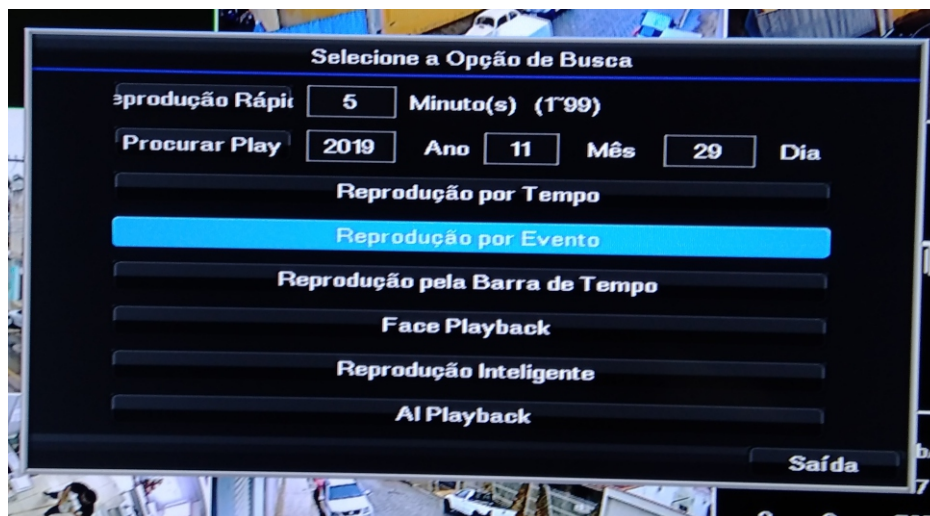 Selecione a Opção de Busca
eprodução Rápic 5 Minuto(s) (1~99)
Procurar Play 2019 Ano 11 Mês 29 Dia
Reprodução por Tempo
Reprodução por Evento
Reprodução pela Barra de Tempo
Face Playback
Reprodução Inteligente
AI Playback
Saída